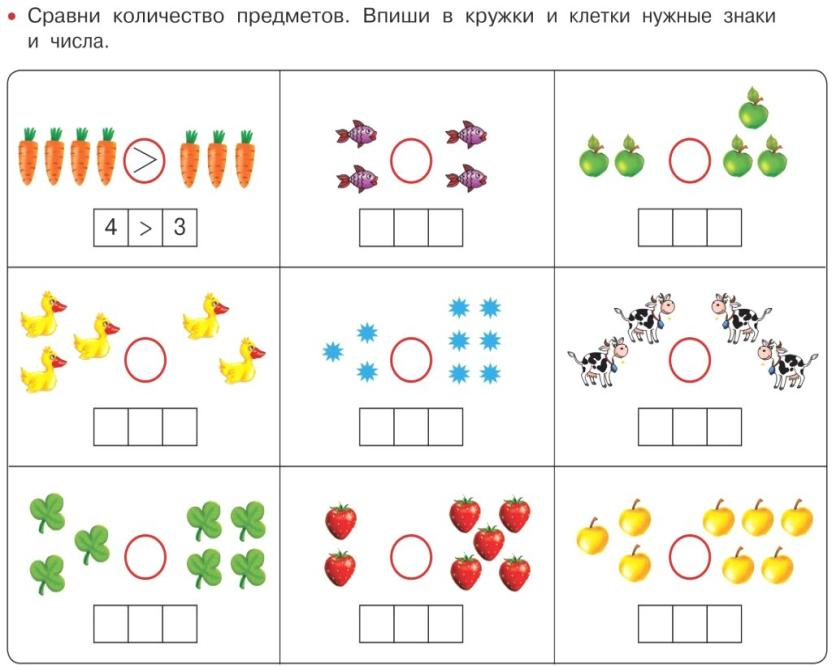 • Сравни количество предметов. Впиши в кружки и клетки нужные знаки
и числа.
>
4 > 3